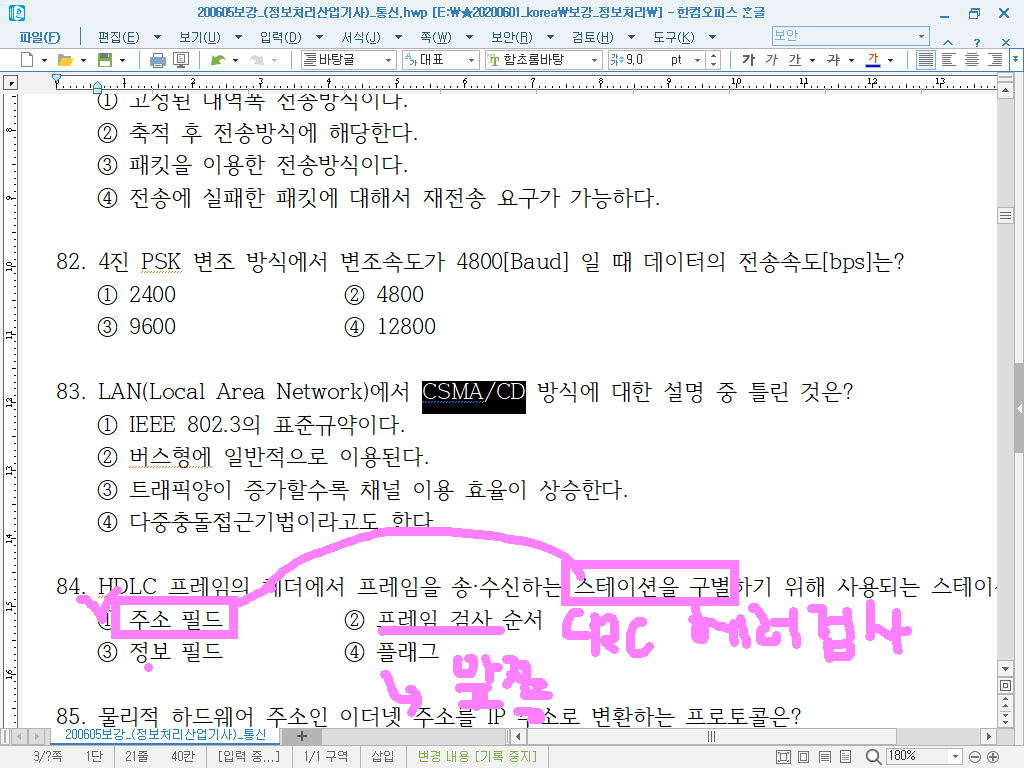 200605보강_(정보처리산업기사)_통신.hwp [E:\★20200601_korea\보강_정보처리\] - 한컴오피스 혼글
파일(F) 편집(E) 보기(U) 입력(D) 서식(J) 쪽(W) 보안(R) 검토(H) 도구(K) 보안
바탕글 대표 함초롬바탕 9,0 pt 가 가 가 가 가
1 2 3 4 5 6 7 8 9 10 11 12 13
① 고정된 대역폭 전송방식이다.
② 축적 후 전송방식에 해당한다.
③ 패킷을 이용한 전송방식이다.
④ 전송에 실패한 패킷에 대해서 재전송 요구가 가능하다.
82. 4진 PSK 변조 방식에서 변조속도가 4800[Baud] 일 때 데이터의 전송속도[bps]는?
① 2400 ② 4800
③ 9600 ④ 12800
83. LAN(Local Area Network)에서 CSMA/CD 방식에 대한 설명 중 틀린 것은?
① IEEE 802.3의 표준규약이다.
② 버스형에 일반적으로 이용된다.
③ 트래픽양이 증가할수록 채널 이용 효율이 상승한다.
④ 다중충돌접근기법이라고도 한다
84. HDLC 프레임의 헤더에서 프레임을 송·수신하는 스테이션을 구별하기 위해 사용되는 스테이
① 주소 필드 ② 프레임 검사 순서 CRC 에러검사
③ 정보 필드 ④ 플래그
앞쪽
85. 물리적 하드웨어 주소인 이더넷 주소를 IP 주소로 변환하는 프로토콜은?
200605보강_(정보처리산업기사)_통신
3/?쪽 1단 21줄 40칸 [입력 중...] 1/1 구역 삽입 변경 내용 [기록 중지] 180%